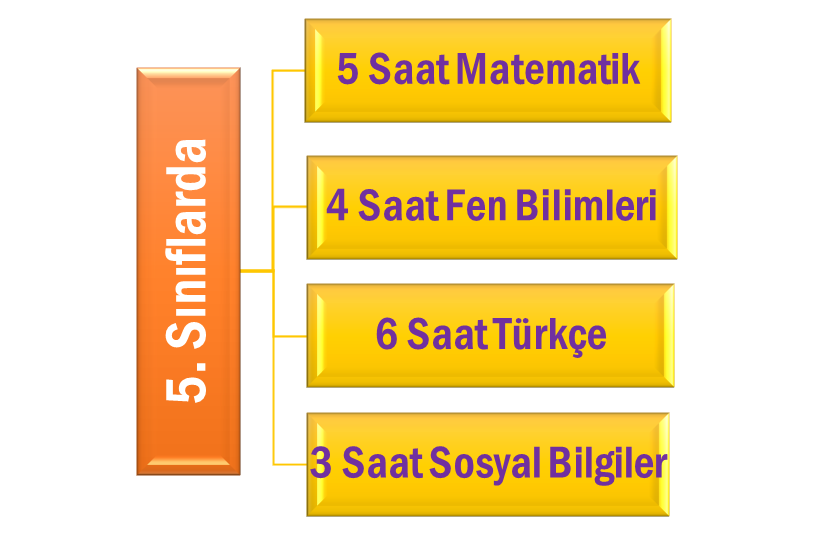 5. Sınıflarda
5 Saat Matematik
4 Saat Fen Bilimleri
6 Saat Türkçe
3 Saat Sosyal Bilgiler